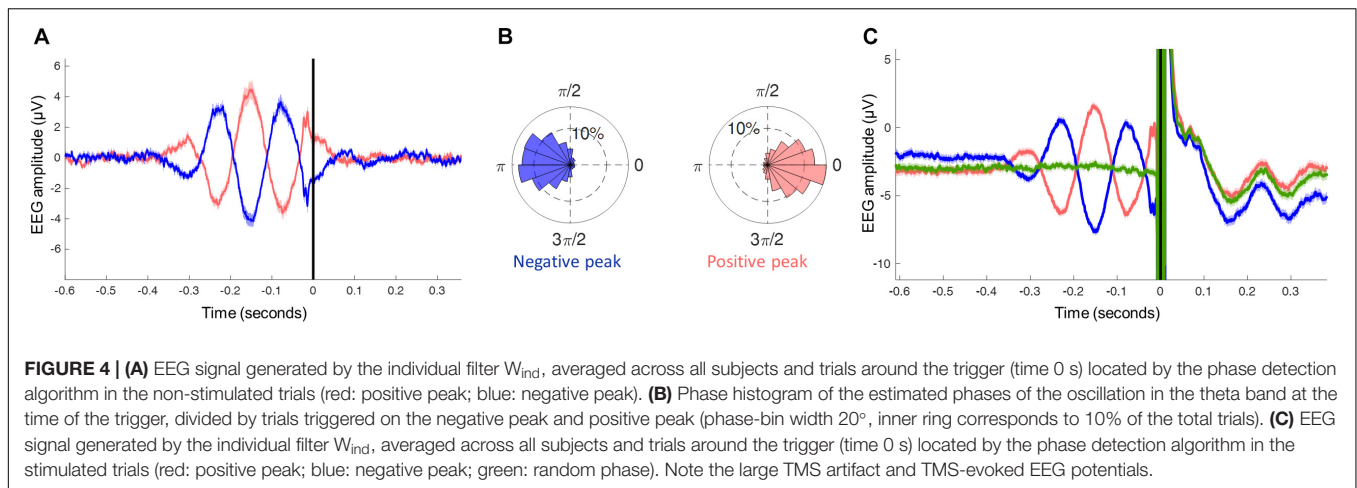 A
EEG amplitude (µV)
6
4
2
0
-2
-4
-6
-0.6 -0.5 -0.4 -0.3 -0.2 -0.1 0 0.1 0.2 0.3
Time (seconds)
B
π/2
10%
π
3π/2
Negative peak
π/2
10%
0
3π/2
Positive peak
C
EEG amplitude (µV)
5
0
-5
-10
-0.6 -0.5 -0.4 -0.3 -0.2 -0.1 0 0.1 0.2 0.3
Time (seconds)
FIGURE 4 | (A) EEG signal generated by the individual filter Wind, averaged across all subjects and trials around the trigger (time 0 s) located by the phase detection
algorithm in the non-stimulated trials (red: positive peak; blue: negative peak). (B) Phase histogram of the estimated phases of the oscillation in the theta band at the
time of the trigger, divided by trials triggered on the negative peak and positive peak (phase-bin width 20°, inner ring corresponds to 10% of the total trials). (C) EEG
signal generated by the individual filter Wind, averaged across all subjects and trials around the trigger (time 0 s) located by the phase detection algorithm in the
stimulated trials (red: positive peak; blue: negative peak; green: random phase). Note the large TMS artifact and TMS-evoked EEG potentials.